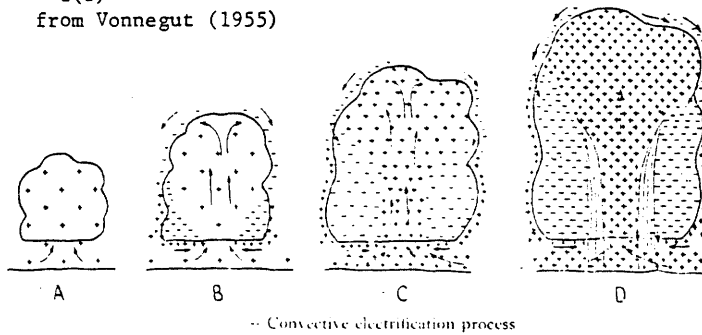 from Vonnegut (1955)
A B C D
Convective electrification process